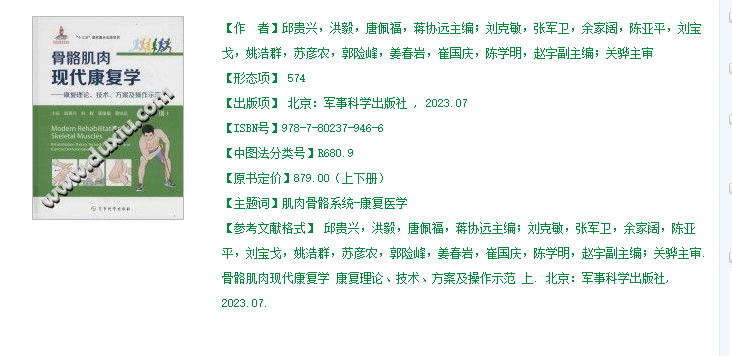 "十三五"国家重点出版项目
骨骼肌肉
现代康复学
——康复理论、技术、方案及操作示范
Modern Rehabilitat
Skeletal Muscles
www.duxiu.com
军事科学出版社
【作　者】邱贵兴，洪毅，唐佩福，蒋协远主编；刘克敏，张军卫，余家阔，陈亚平，刘宝
戈，姚浩群，苏彦农，郭险峰，姜春岩，崔国庆，陈学明，赵宇副主编；关骅主审
【形态项】 574
【出版项】 北京：军事科学出版社 ，2023.07
【ISBN号】978-7-80237-946-6
【中图法分类号】R680.9
【原书定价】879.00（上下册）
【主题词】肌肉骨骼系统-康复医学
【参考文献格式】 邱贵兴，洪毅，唐佩福，蒋协远主编；刘克敏，张军卫，余家阔，陈亚
平，刘宝戈，姚浩群，苏彦农，郭险峰，姜春岩，崔国庆，陈学明，赵宇副主编；关骅主审.
骨骼肌肉现代康复学 康复理论、技术、方案及操作示范 上. 北京：军事科学出版社，
2023.07.